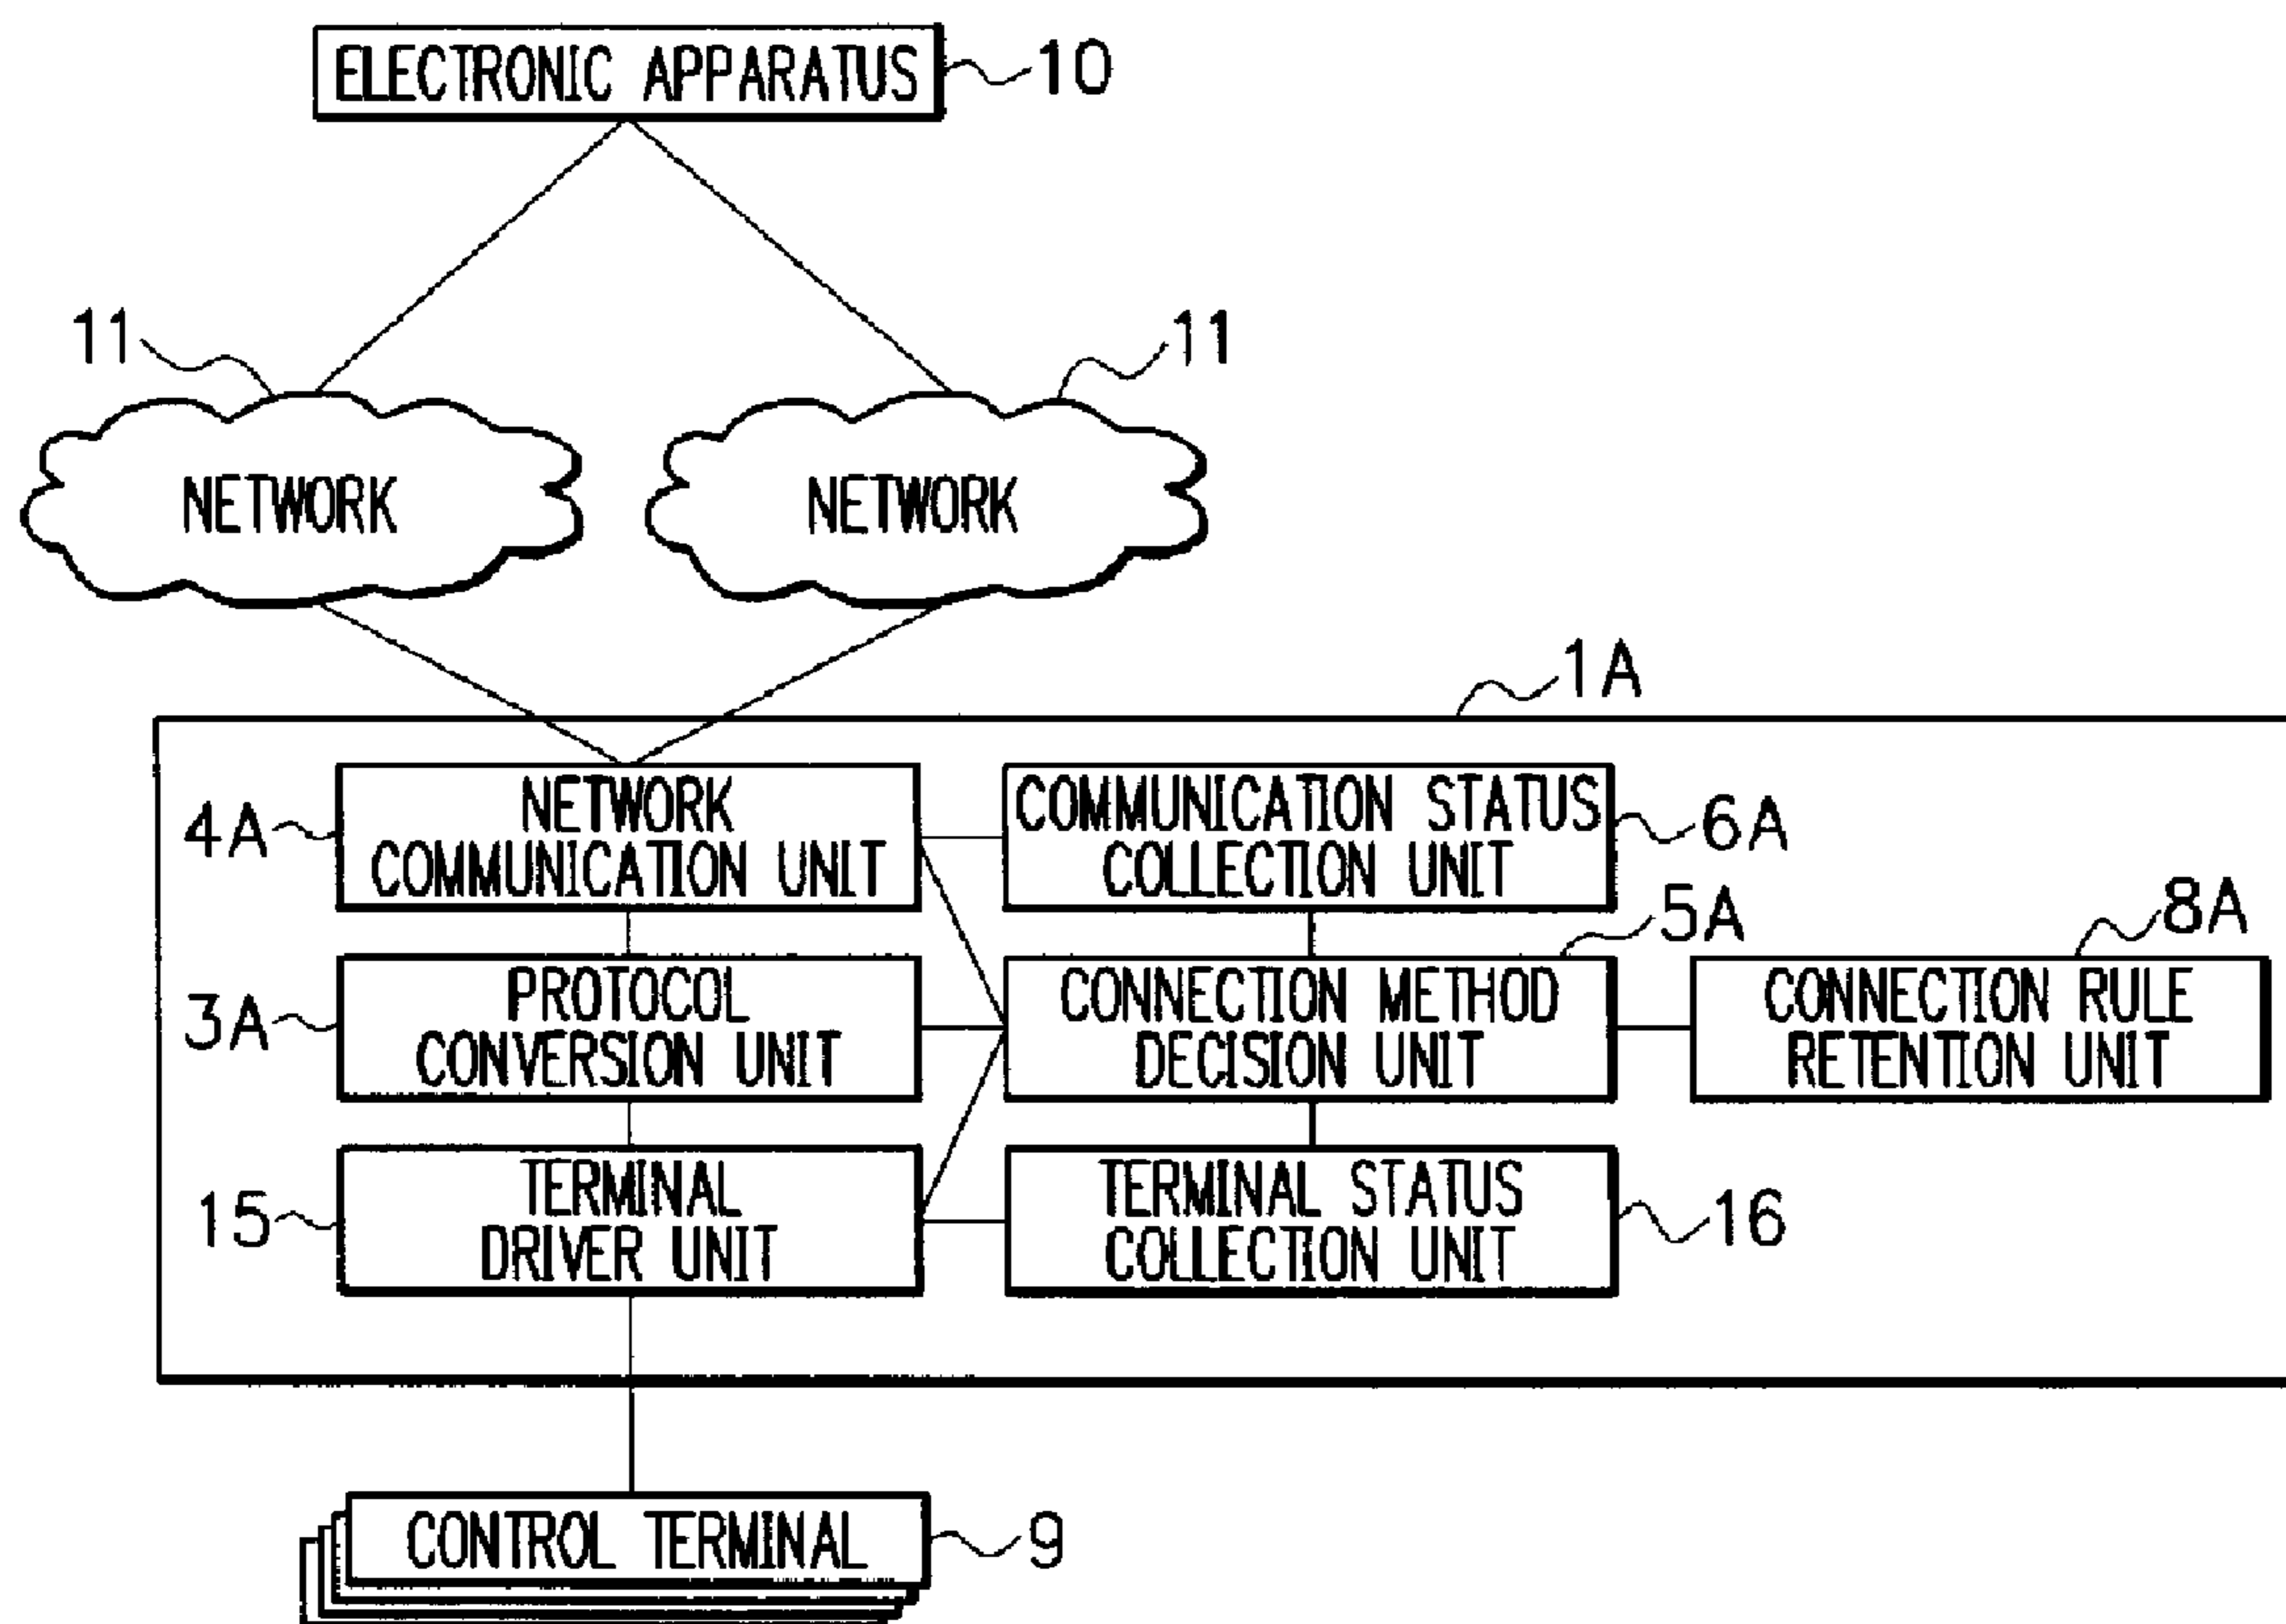 ELECTRONIC APPARATUS
10
11
11
NETWORK
NETWORK
1A
4A
NETWORK
COMMUNICATION UNIT
COMMUNICATION STATUS
COLLECTION UNIT
6A
5A
8A
3A
PROTOCOL
CONVERSION UNIT
CONNECTION METHOD
DECISION UNIT
CONNECTION RULE
RETENTION UNIT
15
TERMINAL
DRIVER UNIT
TERMINAL STATUS
COLLECTION UNIT
16
CONTROL TERMINAL
9